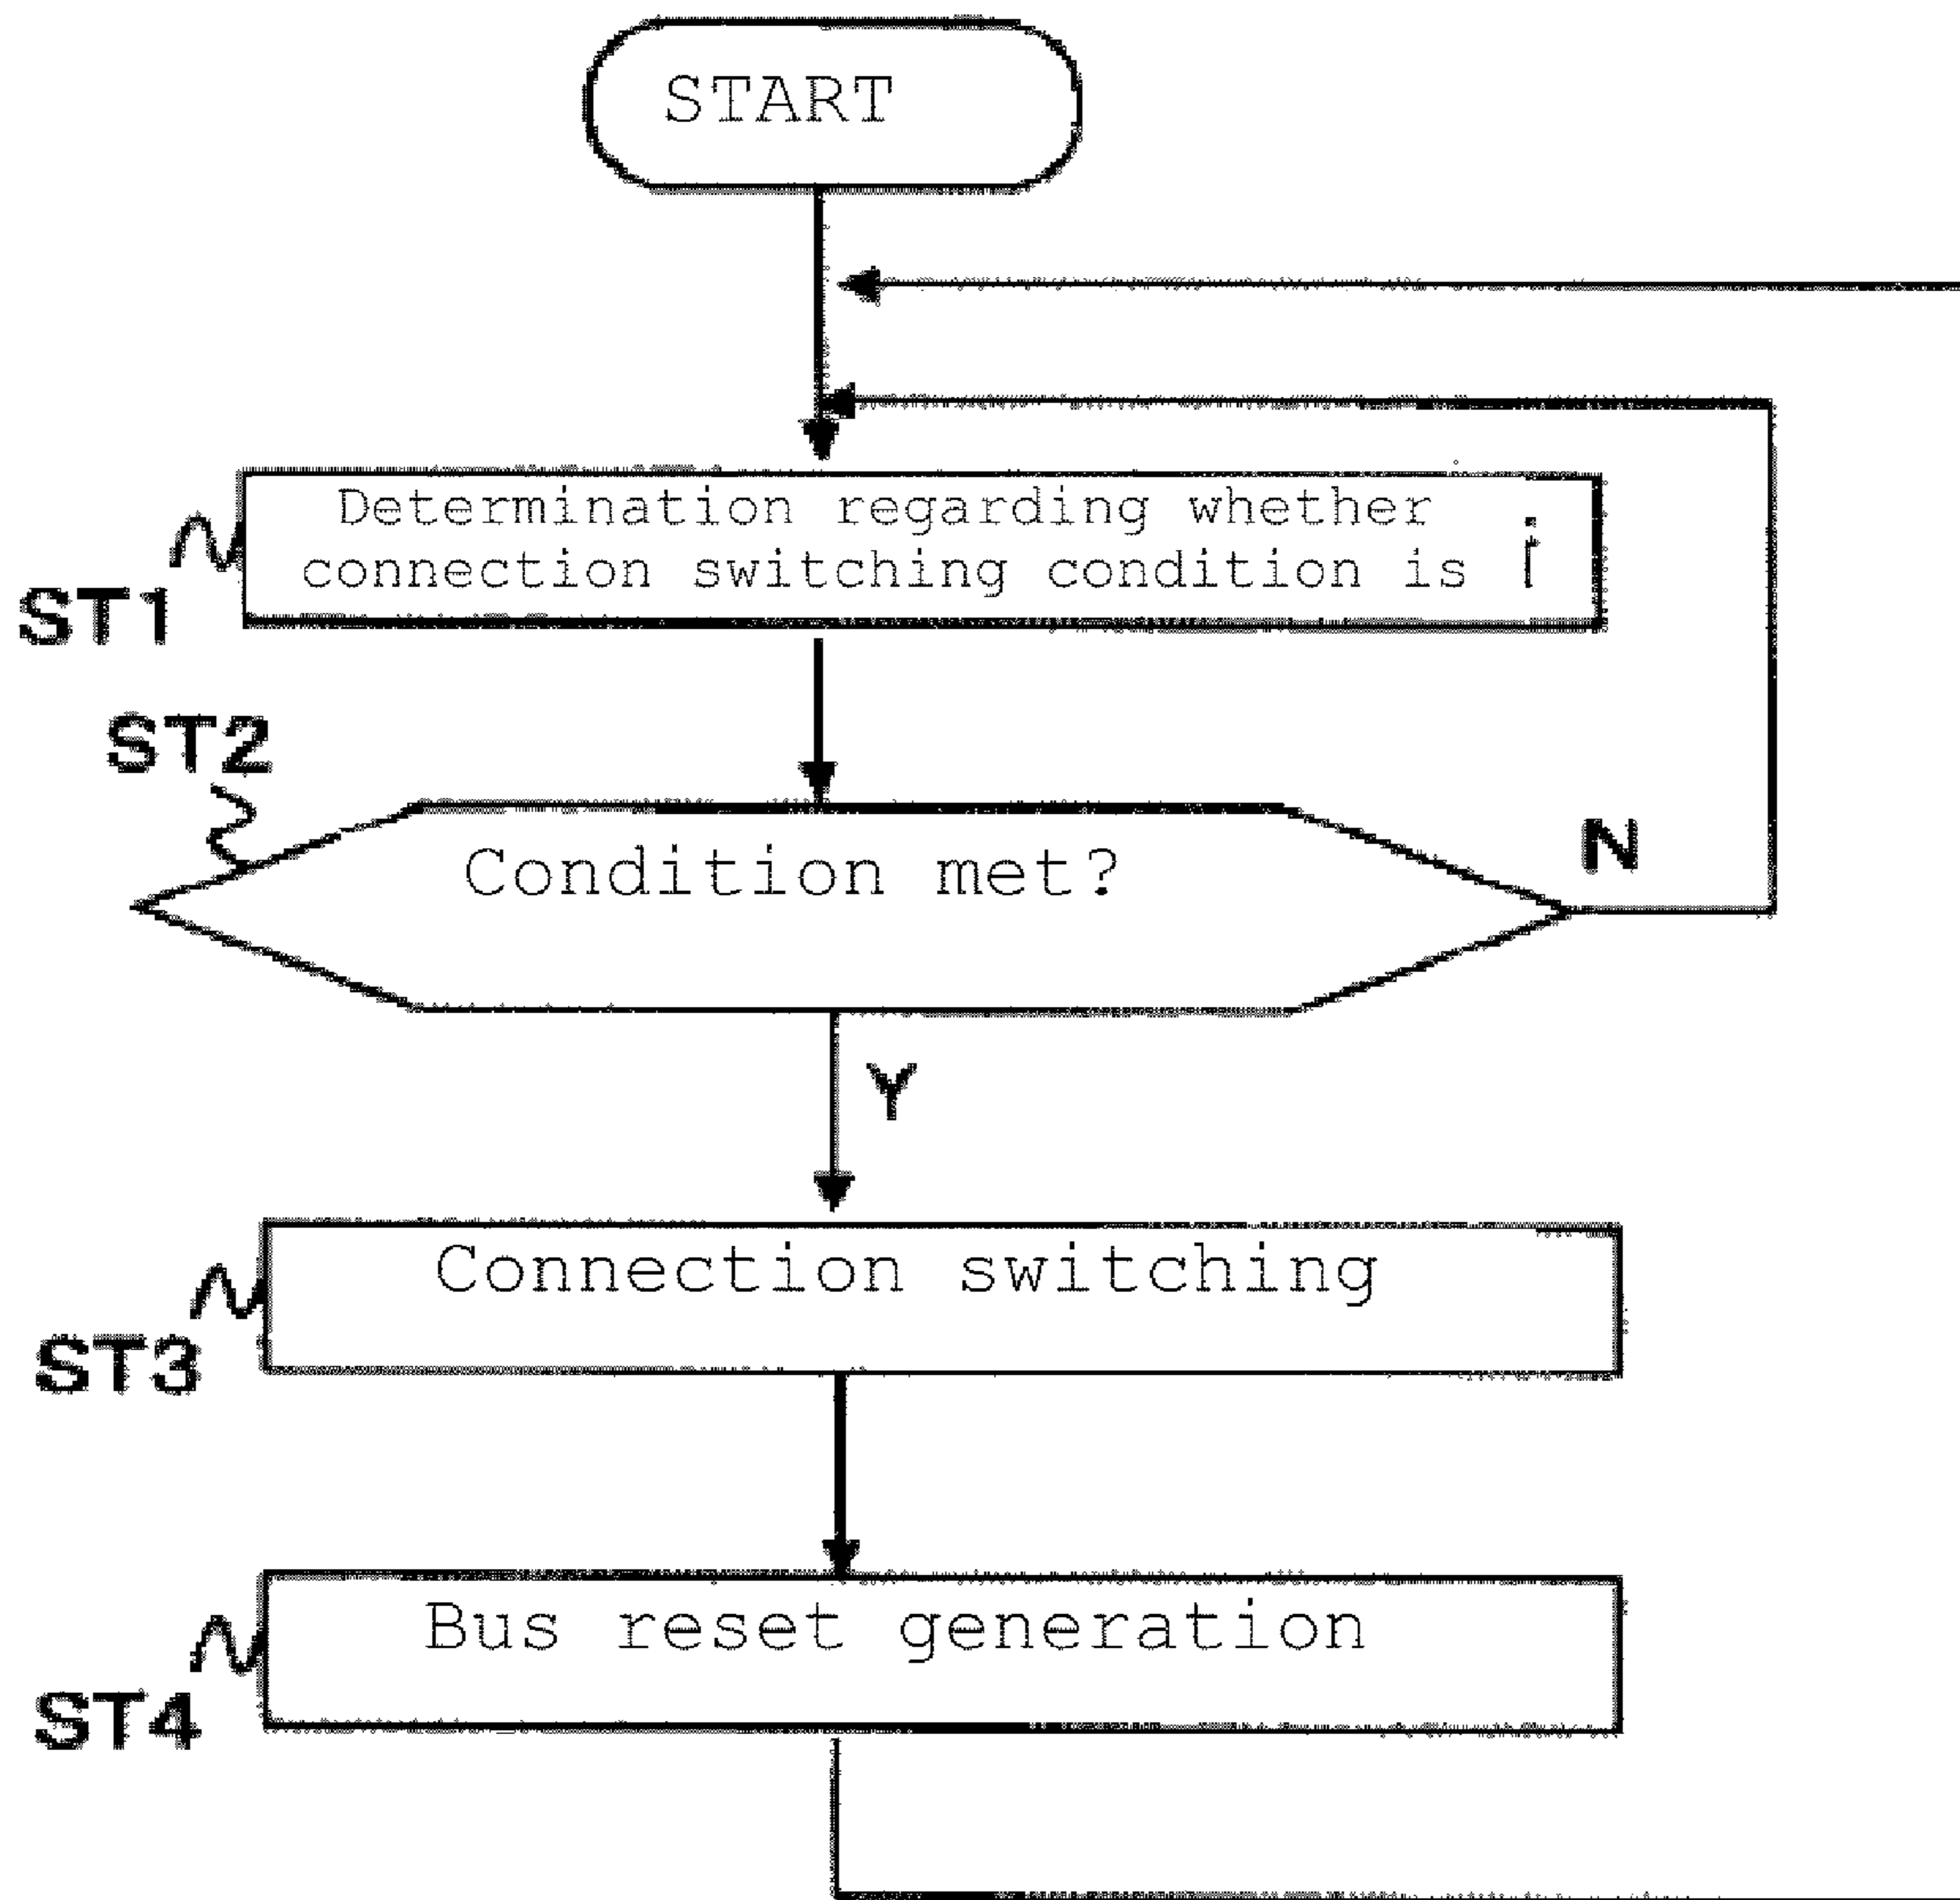 START
Determination regarding whether
connection switching condition is
ST1
ST2
Condition met?
N
Y
Connection switching
ST3
Bus reset generation
ST4